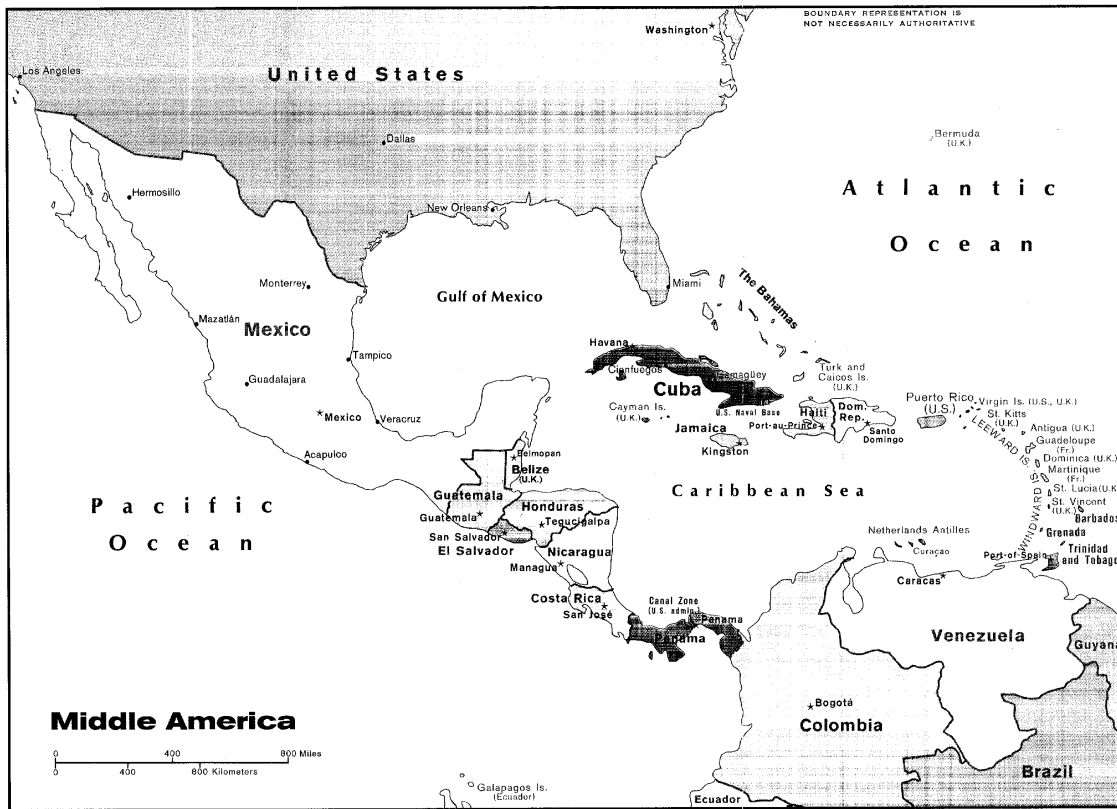 BOUNDARY REPRESENTATION IS
NOT NECESSARILY AUTHORITATIVE
Washington
Los Angeles
United States
Dallas
Bermuda
(U.K.)
Hermosillo
Atlantic
Ocean
New Orleans
Monterrey
Gulf of Mexico
Miami
The Bahamas
Mazatlán
Mexico
Havana
Tampico
Cienfuegos
Camagüey
Turk and
Caicos Is.
(U.K.)
Guadalajara
Cuba
Mexico
Veracruz
Cayman Is.
(U.K.)
U.S. Naval Base
Haiti
Dom.
Rep.
Puerto Rico
(U.S.)
Virgin Is. (U.S., U.K.)
St. Kitts
(U.K.)
LEEWARD IS.
Antigua (U.K.)
Jamaica
Port-au-Prince
Santo
Domingo
Kingston
Guadeloupe
(Fr.)
Dominica (U.K.)
Acapulco
Belmopan
Belize
(U.K.)
Martinique
(Fr.)
St. Lucia (U.K
St. Vincent
(U.K.)
WINDWARD IS.
Barbados
Guatemala
Caribbean Sea
Pacific
Ocean
Honduras
Guatemala
Tegucigalpa
San Salvador
El Salvador
Netherlands Antilles
Curaçao
Grenada
Nicaragua
Managua
Port-of-Spain
Trinidad
and Tobago
Caracas
Costa Rica
San José
Canal Zone
(U.S. admin.)
Panama
Panama
Venezuela
Guyana
Bogotá
Colombia
Middle America
0 400 800 Miles
0 400 800 Kilometers
Brazil
Galapagos Is.
(Ecuador)
Ecuador